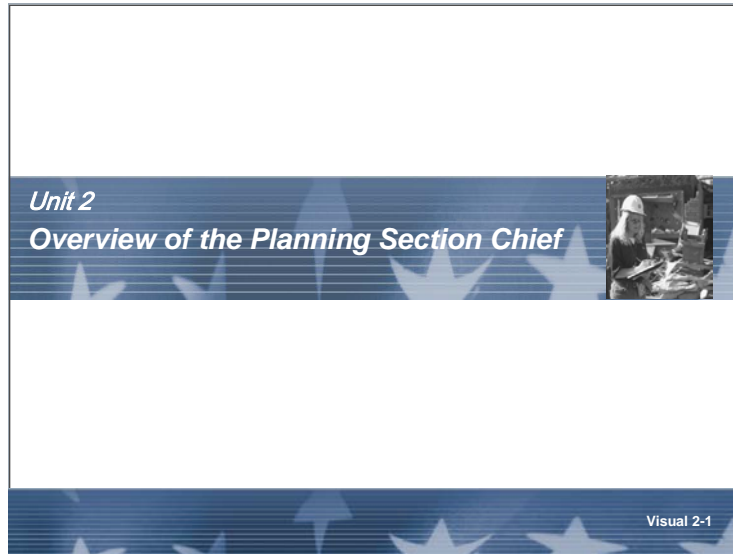 Unit 2
Overview of the Planning Section Chief
Visual 2-1